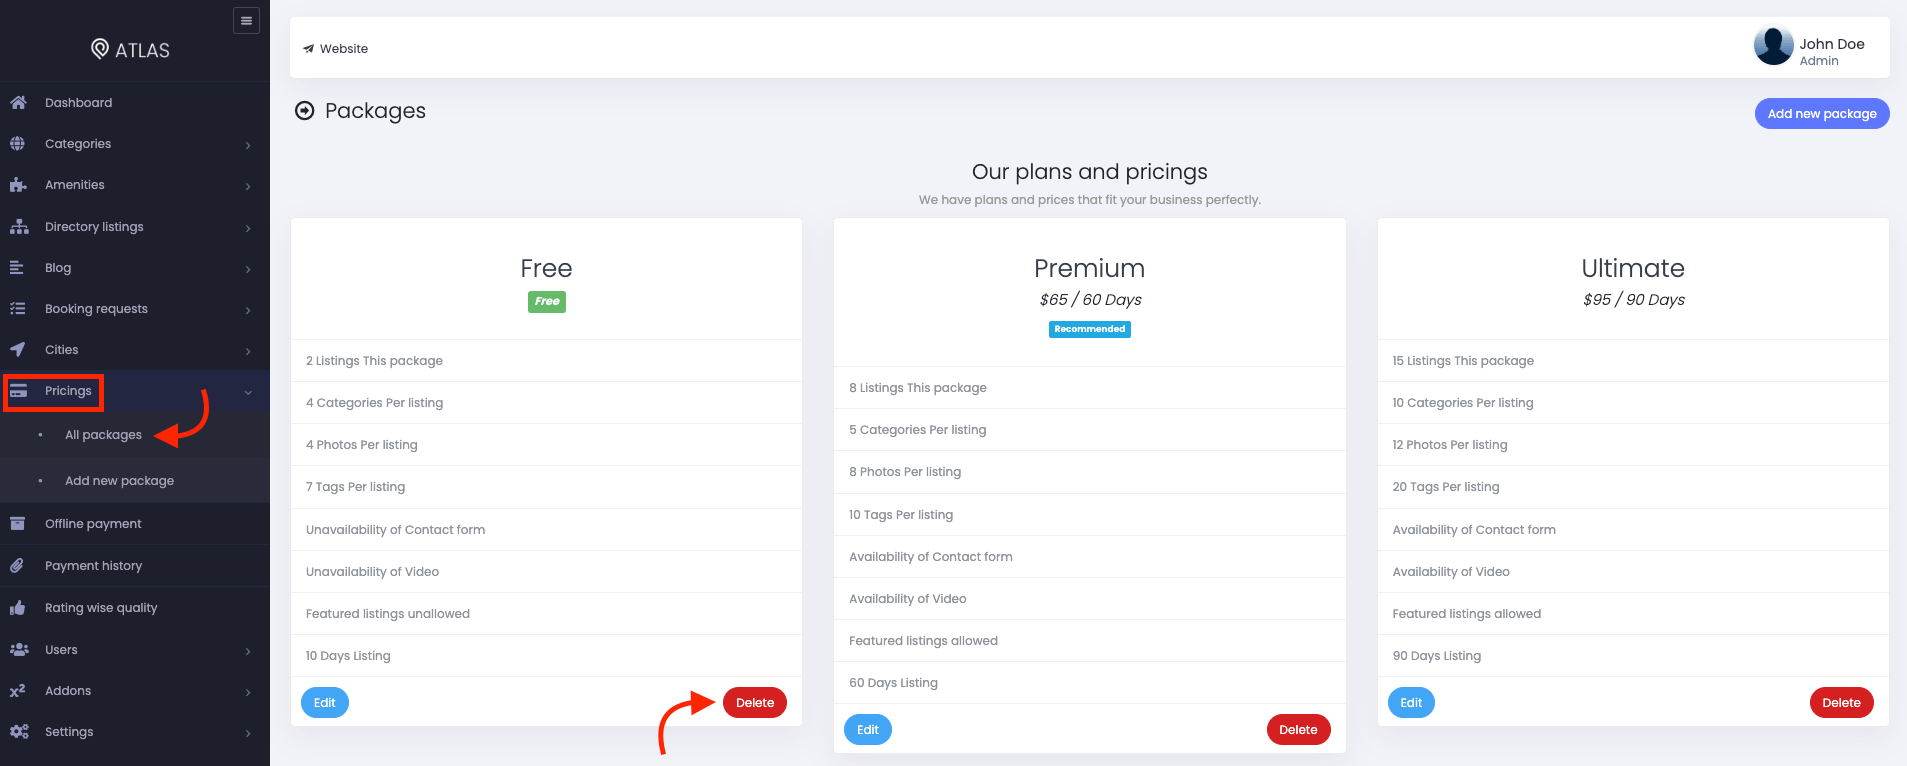 ATLAS
Dashboard
Categories
Amenities
Directory listings
Blog
Booking requests
Cities
Pricings
All packages
Add new package
Offline payment
Payment history
Rating wise quality
Users
x² Addons
Settings
Website
John Doe
Admin
Packages
Add new package
Our plans and pricings
We have plans and prices that fit your business perfectly.
Free
Free
2 Listings This package
4 Categories Per listing
4 Photos Per listing
7 Tags Per listing
Unavailability of Contact form
Unavailability of Video
Featured listings unallowed
10 Days Listing
Edit
Delete
Premium
$65 / 60 Days
Recommended
8 Listings This package
5 Categories Per listing
8 Photos Per listing
10 Tags Per listing
Availability of Contact form
Availability of Video
Featured listings allowed
60 Days Listing
Edit
Delete
Ultimate
$95 / 90 Days
15 Listings This package
10 Categories Per listing
12 Photos Per listing
20 Tags Per listing
Availability of Contact form
Availability of Video
Featured listings allowed
90 Days Listing
Edit
Delete